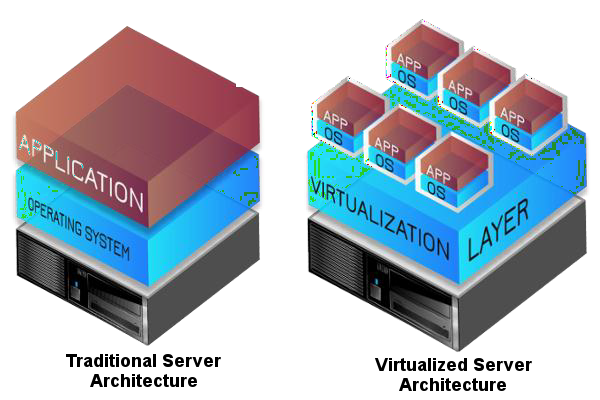 APPLICATION
OPERATING SYSTEM
Traditional Server
Architecture
APP
OS
APP
OS
APP
OS
APP
OS
APP
OS
APP
OS
VIRTUALIZATION LAYER
Virtualized Server
Architecture